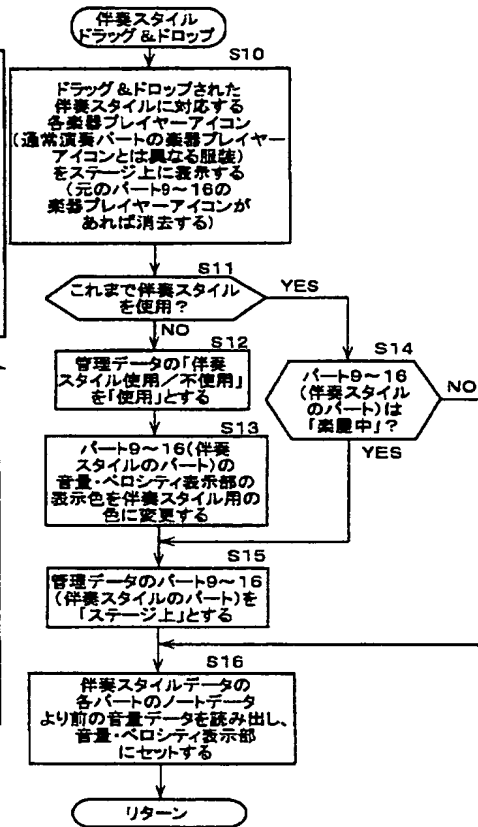 伴奏スタイル
ドラッグ&ドロップ
S10
ドラッグ&ドロップされた
伴奏スタイルに対応する
各楽器プレイヤーアイコン
(通常演奏パートの楽器プレイヤー
アイコンとは異なる服装)
をステージ上に表示する
(元のパート9～16の
楽器プレイヤーアイコンが
あれば消去する)
S11
これまで伴奏スタイル
を使用?
YES
NO
S12
管理データの「伴奏
スタイル使用/不使用」
を「使用」とする
S14
パート9～16
(伴奏スタイル
のパート)は
「楽屋中」?
NO
YES
S13
パート9～16(伴奏
スタイルのパート)の
音量・ベロシティ表示部の
表示色を伴奏スタイル用の
色に変更する
S15
管理データのパート9～16
(伴奏スタイルのパート)を
「ステージ上」とする
S16
伴奏スタイルデータの
各パートのノートデータ
より前の音量データを読み出し、
音量・ベロシティ表示部
にセットする
リターン